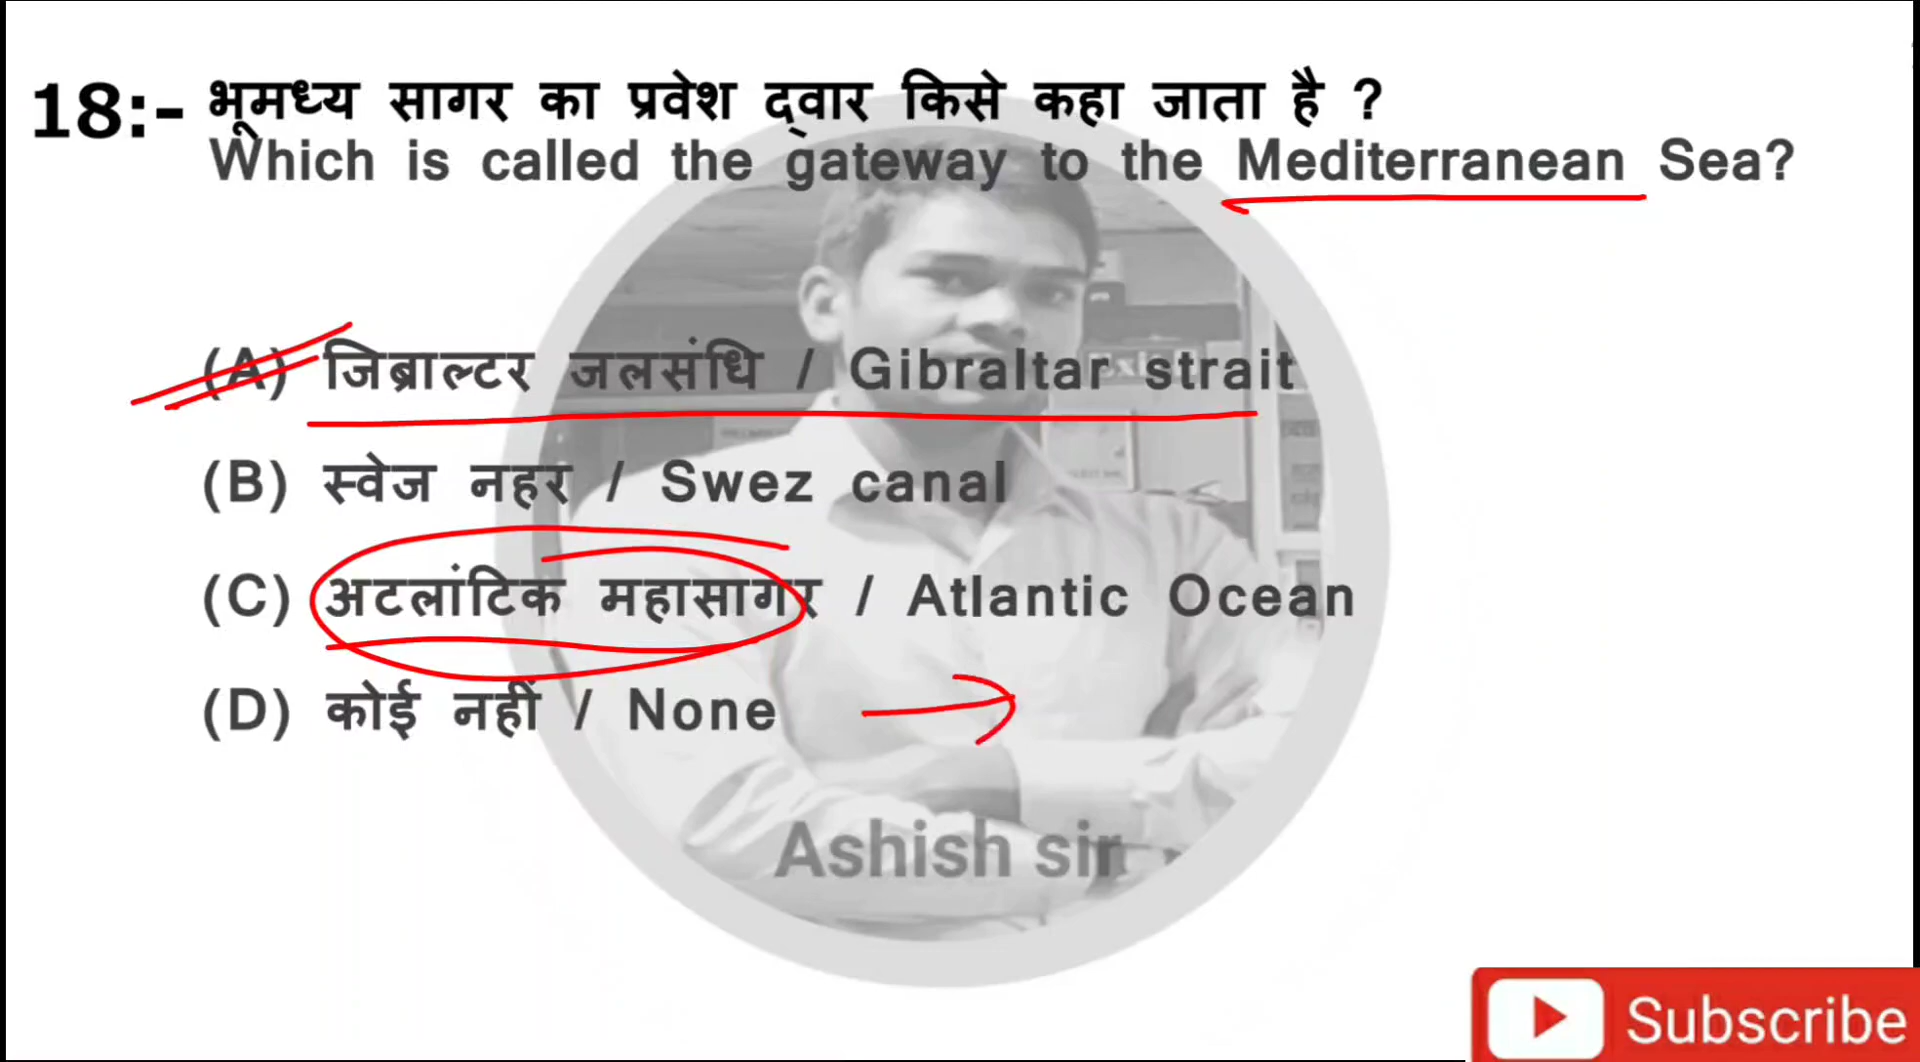 18:- भूमध्य सागर का प्रवेश द्वार किसे कहा जाता है ?
Which is called the gateway to the Mediterranean Sea?
(A) जिब्राल्टर जलसंधि / Gibraltar strait
(B) स्वेज नहर / Swez canal
(C) अटलांटिक महासागर / Atlantic Ocean
(D) कोई नहीं / None
Ashish sir
Subscribe